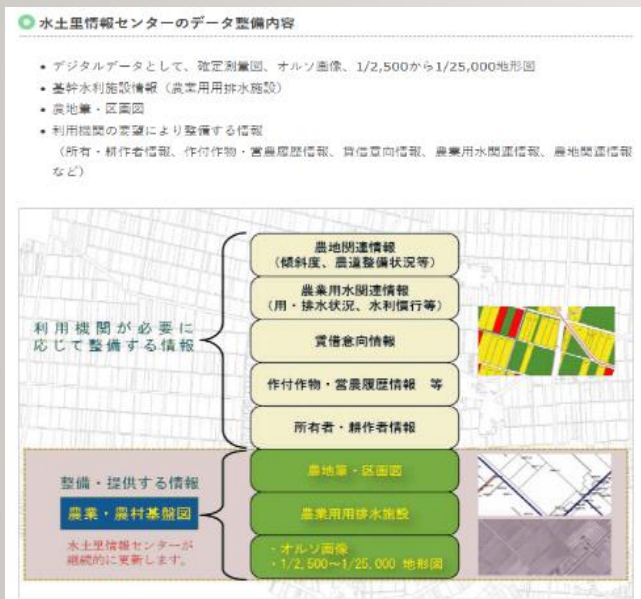 水土里情報センターのデータ整備内容
• デジタルデータとして、確定測量図、オルソ画像、1/2,500から1/25,000地形図
• 基幹水利施設情報(農業用用排水施設)
• 農地筆・区画図
• 利用機関の要望により整備する情報
(所有・耕作者情報、作付作物・営農履歴情報、賃借意向情報、農業用水関連情報、農地関連情報
など)
農地関連情報
(傾斜度、農道整備状況等)
農業用水関連情報
(用・排水状況、水利慣行等)
利用機関が必要に
応じて整備する情報
賃借意向情報
作付作物・営農履歴情報 等
所有者・耕作者情報
整備・提供する情報
農業・農村基盤図
水土里情報センターが
継続的に更新します。
農地筆・区画図
農業用用排水施設
・オルソ画像
・1/2,500~1/25,000 地形図